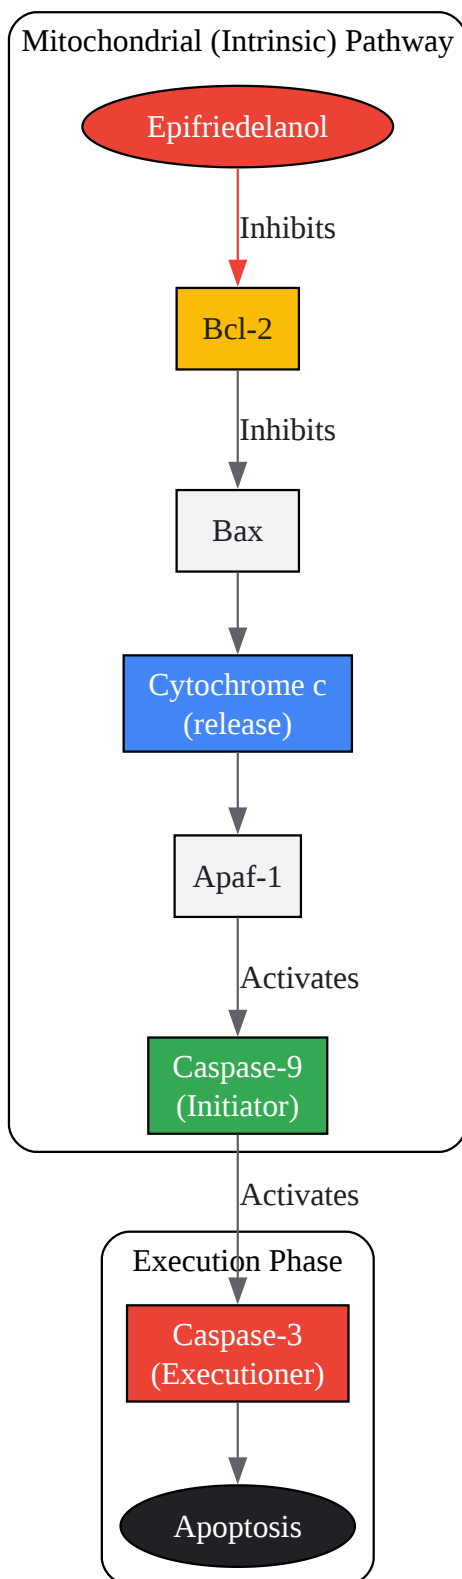 Mitochondrial (Intrinsic) Pathway
Epifriedelanol
Inhibits
Bcl-2
Inhibits
Bax
Cytochrome c
(release)
Apaf-1
Activates
Caspase-9
(Initiator)
Activates
Execution Phase
Caspase-3
(Executioner)
Apoptosis